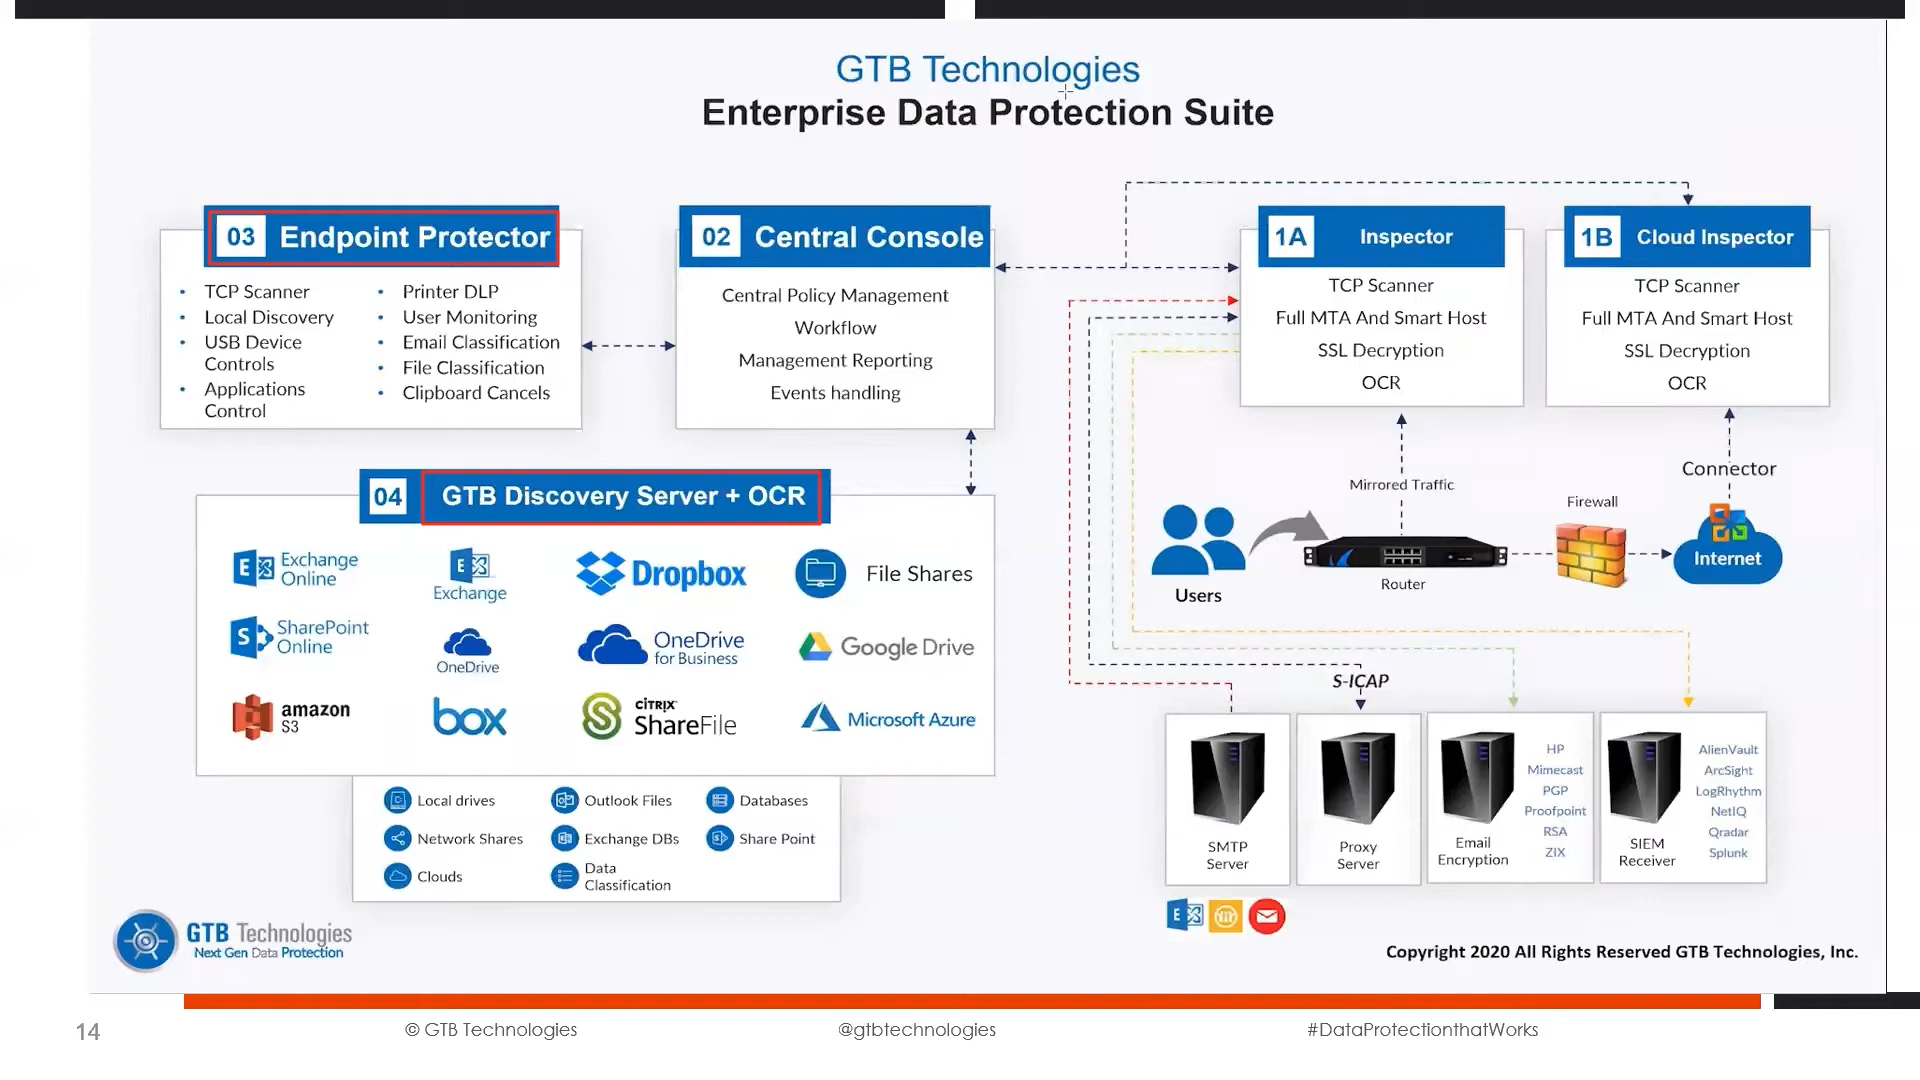 GTB Technologies
Enterprise Data Protection Suite
03 Endpoint Protector
TCP Scanner
Local Discovery
USB Device
Controls
Applications
Control
Printer DLP
User Monitoring
Email Classification
File Classification
Clipboard Cancels
02 Central Console
Central Policy Management
Workflow
Management Reporting
Events handling
1A Inspector
TCP Scanner
Full MTA And Smart Host
SSL Decryption
OCR
1B Cloud Inspector
TCP Scanner
Full MTA And Smart Host
SSL Decryption
OCR
Mirrored Traffic
Connector
Firewall
Internet
Users
Router
04 GTB Discovery Server + OCR
Exchange
Online
Exchange
Dropbox
File Shares
SharePoint
Online
OneDrive
OneDrive
for Business
Google Drive
amazon
S3
box
CITRIX
ShareFile
Microsoft Azure
Local drives
Outlook Files
Databases
Network Shares
Exchange DBs
Share Point
Clouds
Data
Classification
S-ICAP
SMTP
Server
Proxy
Server
Email
Encryption
HP
Mimecast
PGP
Proofpoint
RSA
ZIX
SIEM
Receiver
AlienVault
ArcSight
LogRhythm
NetIQ
Qradar
Splunk
GTB Technologies
Next Gen Data Protection
Copyright 2020 All Rights Reserved GTB Technologies, Inc.
14
© GTB Technologies
@gtbtechnologies
#DataProtectionthatWorks